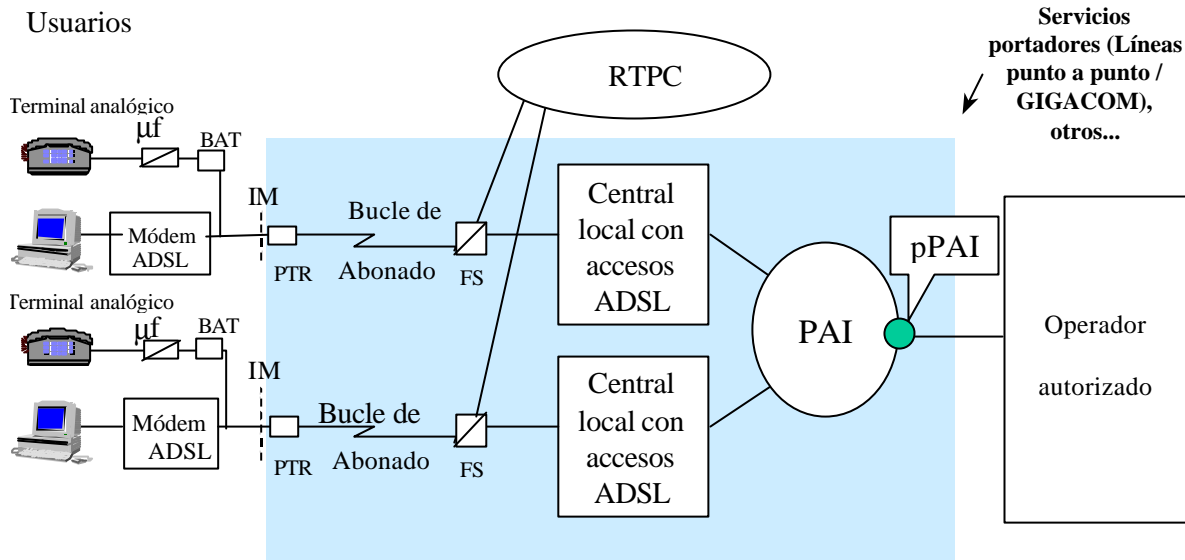 Usuarios
Servicios
portadores (Líneas
punto a punto /
GIGACOM),
otros...
RTPC
Terminal analógico
µf
BAT
IM
Módem
ADSL
PTR
Bucle de
Abonado
FS
Central
local con
accesos
ADSL
pPAI
PAI
Operador
autorizado
Terminal analógico
µf
BAT
IM
Módem
ADSL
PTR
Bucle de
Abonado
FS
Central
local con
accesos
ADSL